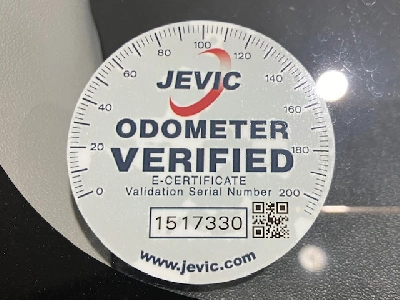 0 20 40 60 80 100 120 140 160 180 200
JEVIC
ODOMETER
VERIFIED
E-CERTIFICATE
Validation Serial Number
1517330
www.jevic.com